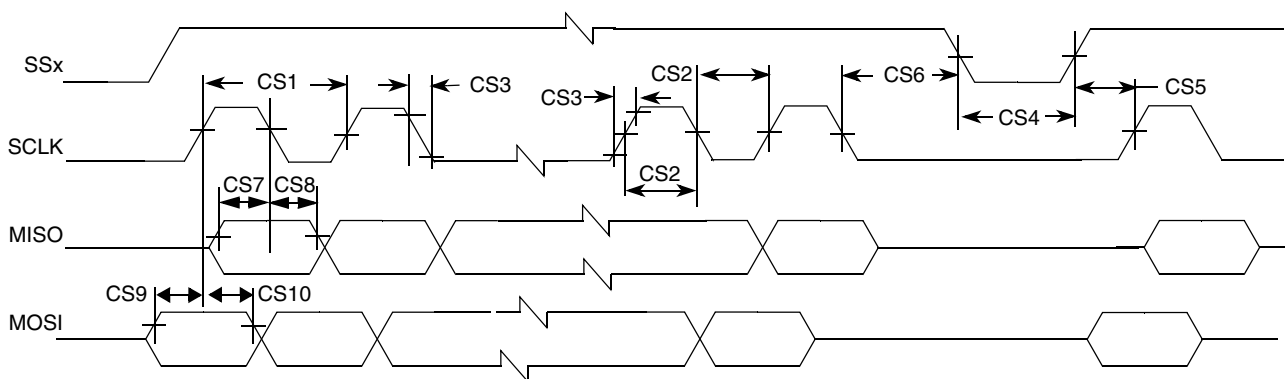 SSx
CS1
CS3
CS3
CS2
CS6
CS4
CS5
SCLK
CS2
CS7
CS8
MISO
CS9
CS10
MOSI